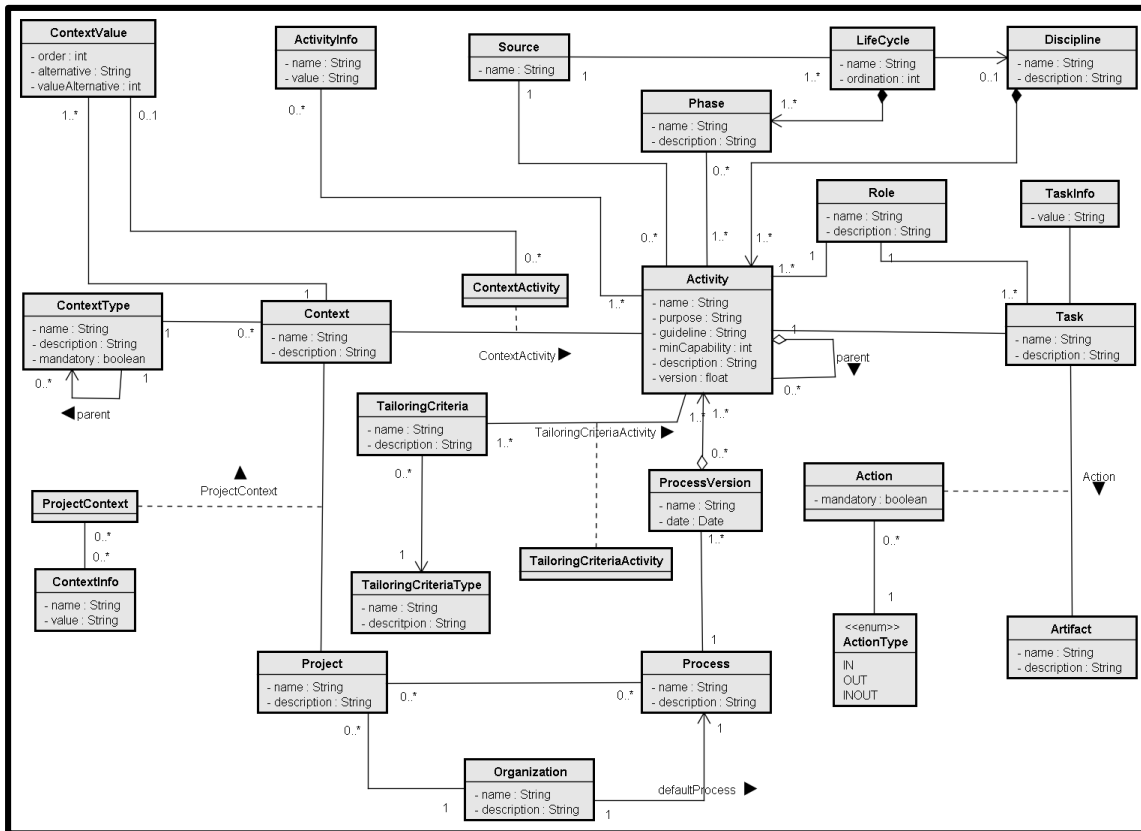 ContextValue
- order : int
- alternative : String
- valueAlternative : int
1..*
0..1
ActivityInfo
- name : String
- value : String
0..*
Source
- name : String
1
1
LifeCycle
- name : String
- ordination : int
1..*
Discipline
- name : String
- description : String
0..1
Phase
- name : String
- description : String
1..*
0..*
Role
- name : String
- description : String
1
1
TaskInfo
- value : String
0..*
1..*
1..*
0..*
ContextActivity
1..*
Activity
- name : String
- purpose : String
- guideline : String
- minCapability : int
- description : String
- version : float
1..*
1
parent
0..*
1..*
Task
- name : String
- description : String
ContextType
- name : String
- description : String
- mandatory : boolean
1
0..*
1
0..*
parent
1
Context
- name : String
- description : String
ContextActivity
TailoringCriteria
- name : String
- description : String
1..*
TailoringCriteriaActivity
1..*
1..*
0..*
0..*
ProcessVersion
- name : String
- date : Date
1..*
Action
- mandatory : boolean
0..*
Action
ProjectContext
ProjectContext
0..*
0..*
ContextInfo
- name : String
- value : String
1
TailoringCriteriaType
- name : String
- descritpion : String
TailoringCriteriaActivity
1
<<enum>>
ActionType
IN
OUT
INOUT
Artifact
- name : String
- description : String
1
Project
- name : String
- description : String
0..*
0..*
0..*
Process
- name : String
- description : String
1
Organization
- name : String
- description : String
1
1
defaultProcess